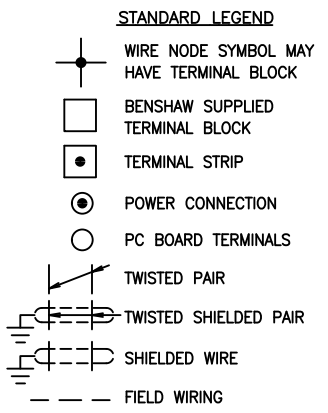 STANDARD LEGEND
WIRE NODE SYMBOL MAY
HAVE TERMINAL BLOCK
BENSHAW SUPPLIED
TERMINAL BLOCK
TERMINAL STRIP
POWER CONNECTION
PC BOARD TERMINALS
TWISTED PAIR
TWISTED SHIELDED PAIR
SHIELDED WIRE
FIELD WIRING